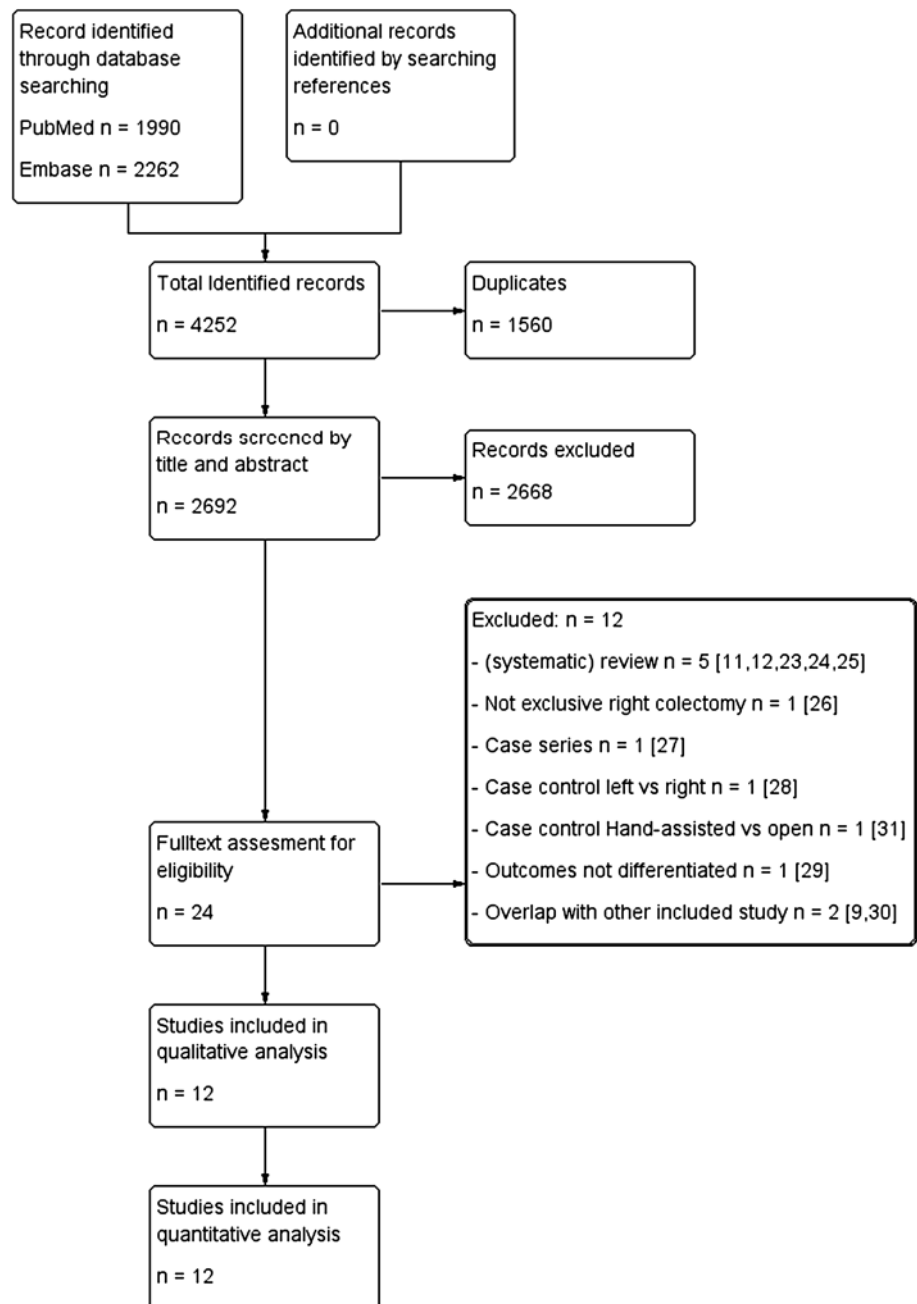 Record identified
through database
searching
PubMed n = 1990
Embase n = 2262
Additional records
identified by searching
references
n = 0
Total Identified records
n = 4252
Duplicates
n = 1560
Records screened by
title and abstract
n = 2692
Records excluded
n = 2668
Excluded: n = 12
- (systematic) review n = 5 [11,12,23,24,25]
- Not exclusive right colectomy n = 1 [26]
- Case series n = 1 [27]
- Case control left vs right n = 1 [28]
- Case control Hand-assisted vs open n = 1 [31]
- Outcomes not differentiated n = 1 [29]
- Overlap with other included study n = 2 [9,30]
Fulltext assesment for
eligibility
n = 24
Studies included in
qualitative analysis
n = 12
Studies included in
quantitative analysis
n = 12